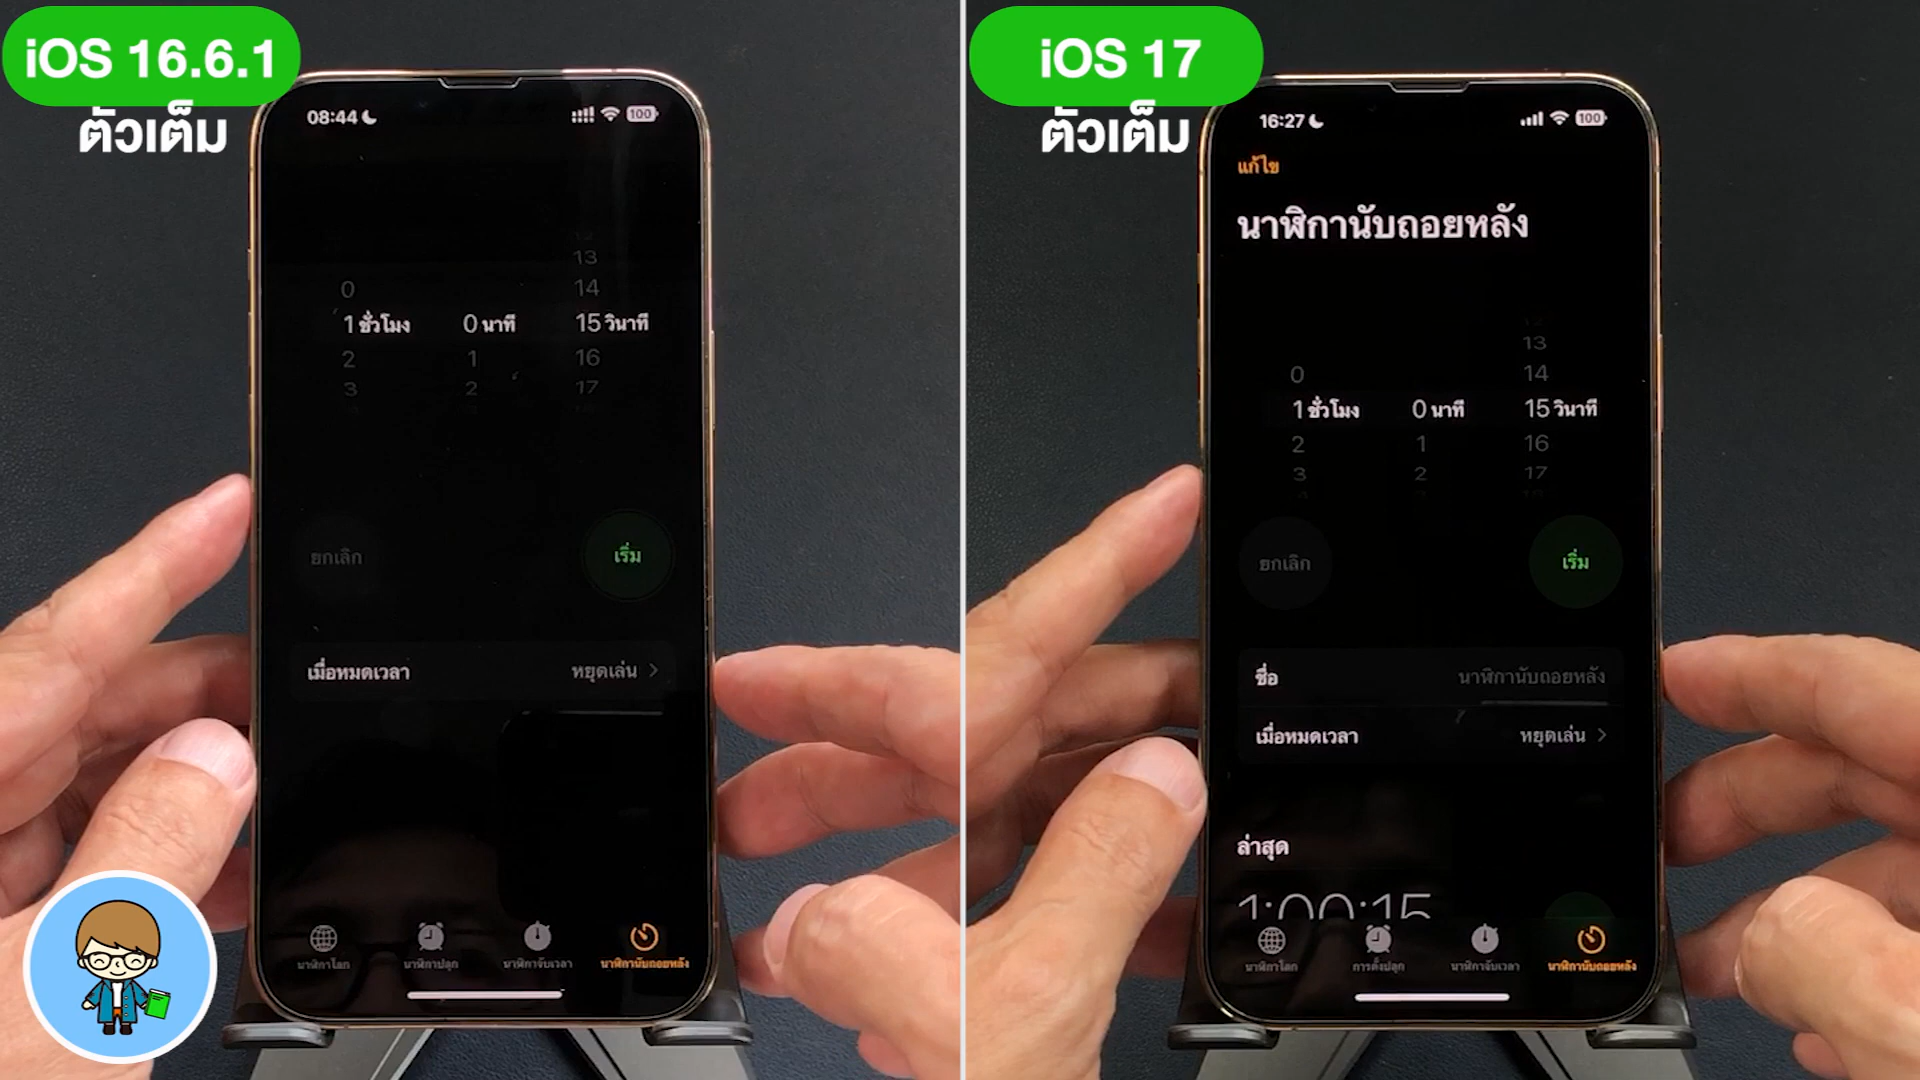 iOS 16.6.1
ตัวเต็ม
08:44
100
13
0
14
1 ชั่วโมง 0 นาที 15 วินาที
2 1 16
3 2 17
ยกเลิก เริ่ม
เมื่อหมดเวลา หยุดเล่น
นาฬิกาโลก นาฬิกาปลุก นาฬิกาจับเวลา นาฬิกานับถอยหลัง
iOS 17
ตัวเต็ม
16:27
100
แก้ไข
นาฬิกานับถอยหลัง
13
0 14
1 ชั่วโมง 0 นาที 15 วินาที
2 1 16
3 2 17
ยกเลิก เริ่ม
ชื่อ นาฬิกานับถอยหลัง
เมื่อหมดเวลา หยุดเล่น
ล่าสุด
1:00:15
นาฬิกาโลก การตั้งปลุก นาฬิกาจับเวลา นาฬิกานับถอยหลัง